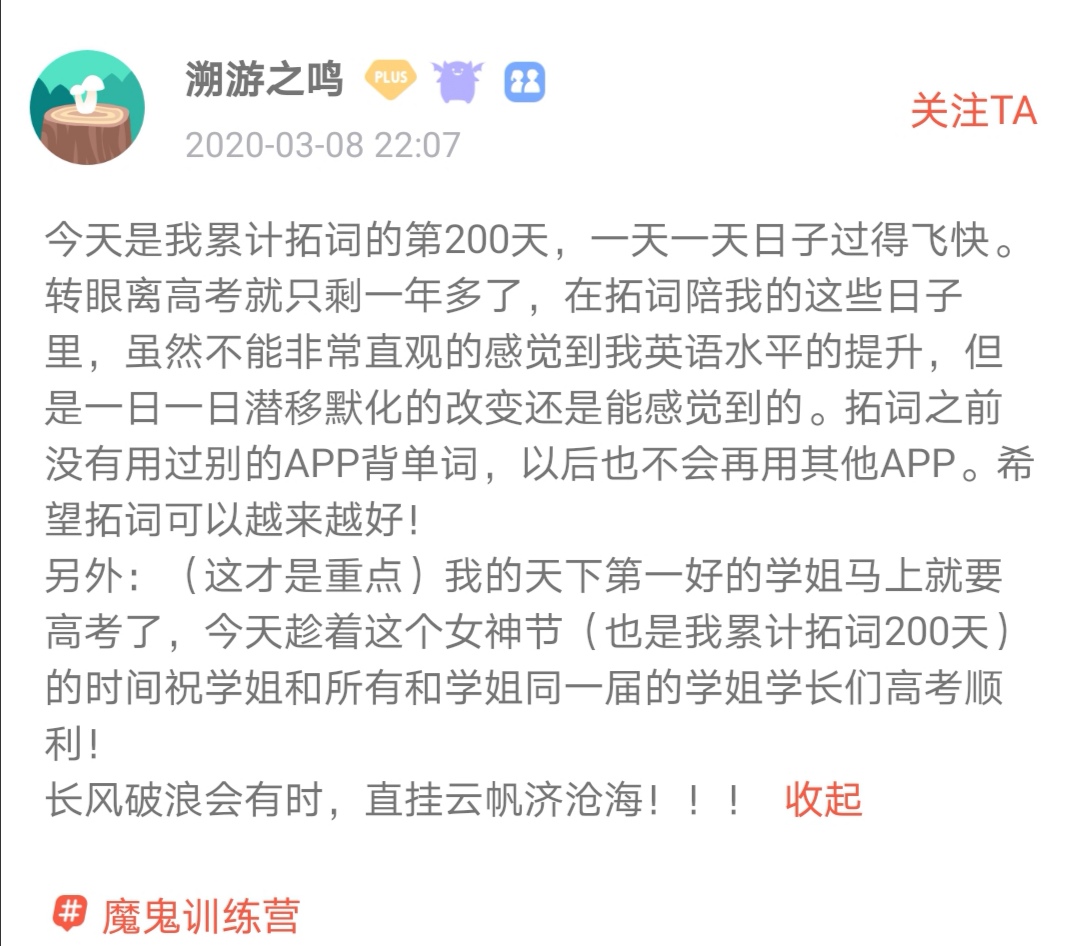 溯游之鸣
PLUS
2020-03-08 22:07
关注TA
今天是我累计拓词的第200天，一天一天日子过得飞快。
转眼离高考就只剩一年多了，在拓词陪我的这些日子
里，虽然不能非常直观的感觉到我英语水平的提升，但
是一日一日潜移默化的改变还是能感觉到的。拓词之前
没有用过别的APP背单词，以后也不会再用其他APP。希
望拓词可以越来越好！
另外：（这才是重点）我的天下第一好的学姐马上就要
高考了，今天趁着这个女神节（也是我累计拓词200天）
的时间祝学姐和所有和学姐同一届的学姐学长们高考顺
利！
长风破浪会有时，直挂云帆济沧海！！！ 收起
# 魔鬼训练营